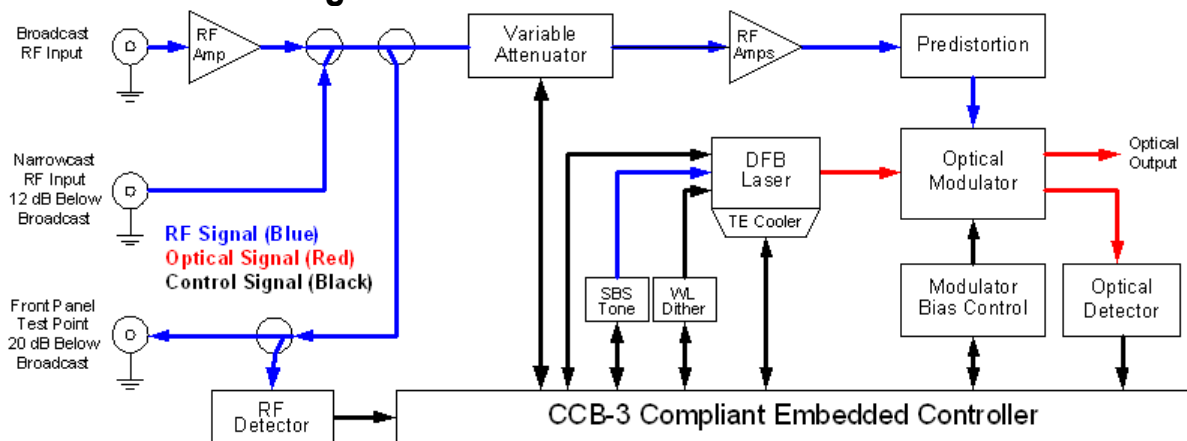 Broadcast
RF Input
RF
Amp
Variable
Attenuator
RF
Amps
Predistortion
Narrowcast
RF Input
12 dB Below
Broadcast
DFB
Laser
TE Cooler
Optical
Modulator
Optical
Output
RF Signal (Blue)
Optical Signal (Red)
Control Signal (Black)
SBS
Tone
WL
Dither
Modulator
Bias Control
Optical
Detector
Front Panel
Test Point
20 dB Below
Broadcast
RF
Detector
CCB-3 Compliant Embedded Controller